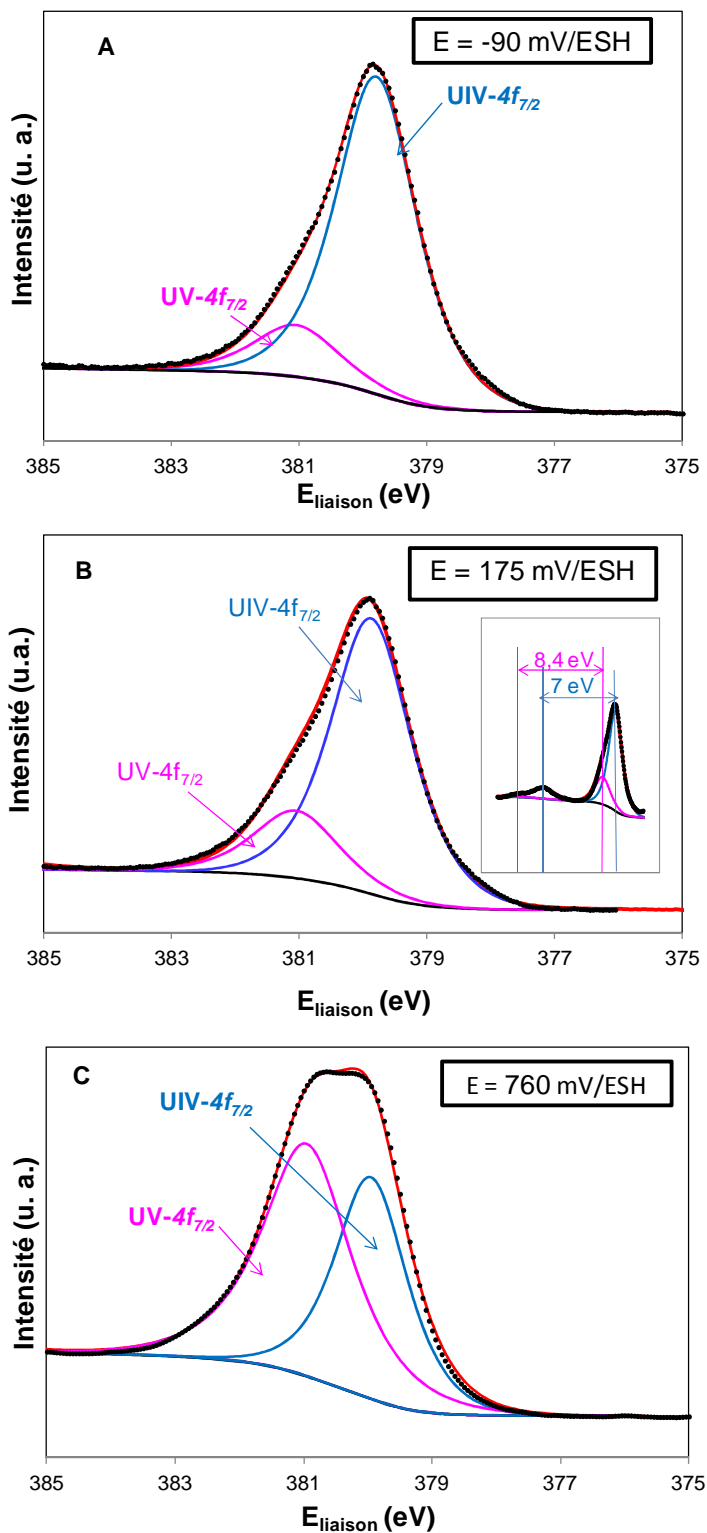 A
E = -90 mV/ESH
UIV-4f7/2
UV-4f7/2
Intensité (u. a.)
385 383 381 379 377 375
Eliaison (eV)
B
E = 175 mV/ESH
UIV-4f7/2
8,4 eV
7 eV
UV-4f7/2
Intensité (u.a.)
385 383 381 379 377 375
Eliaison (eV)
C
E = 760 mV/ESH
UIV-4f7/2
UV-4f7/2
Intensité (u. a.)
385 383 381 379 377 375
Eliaison (eV)